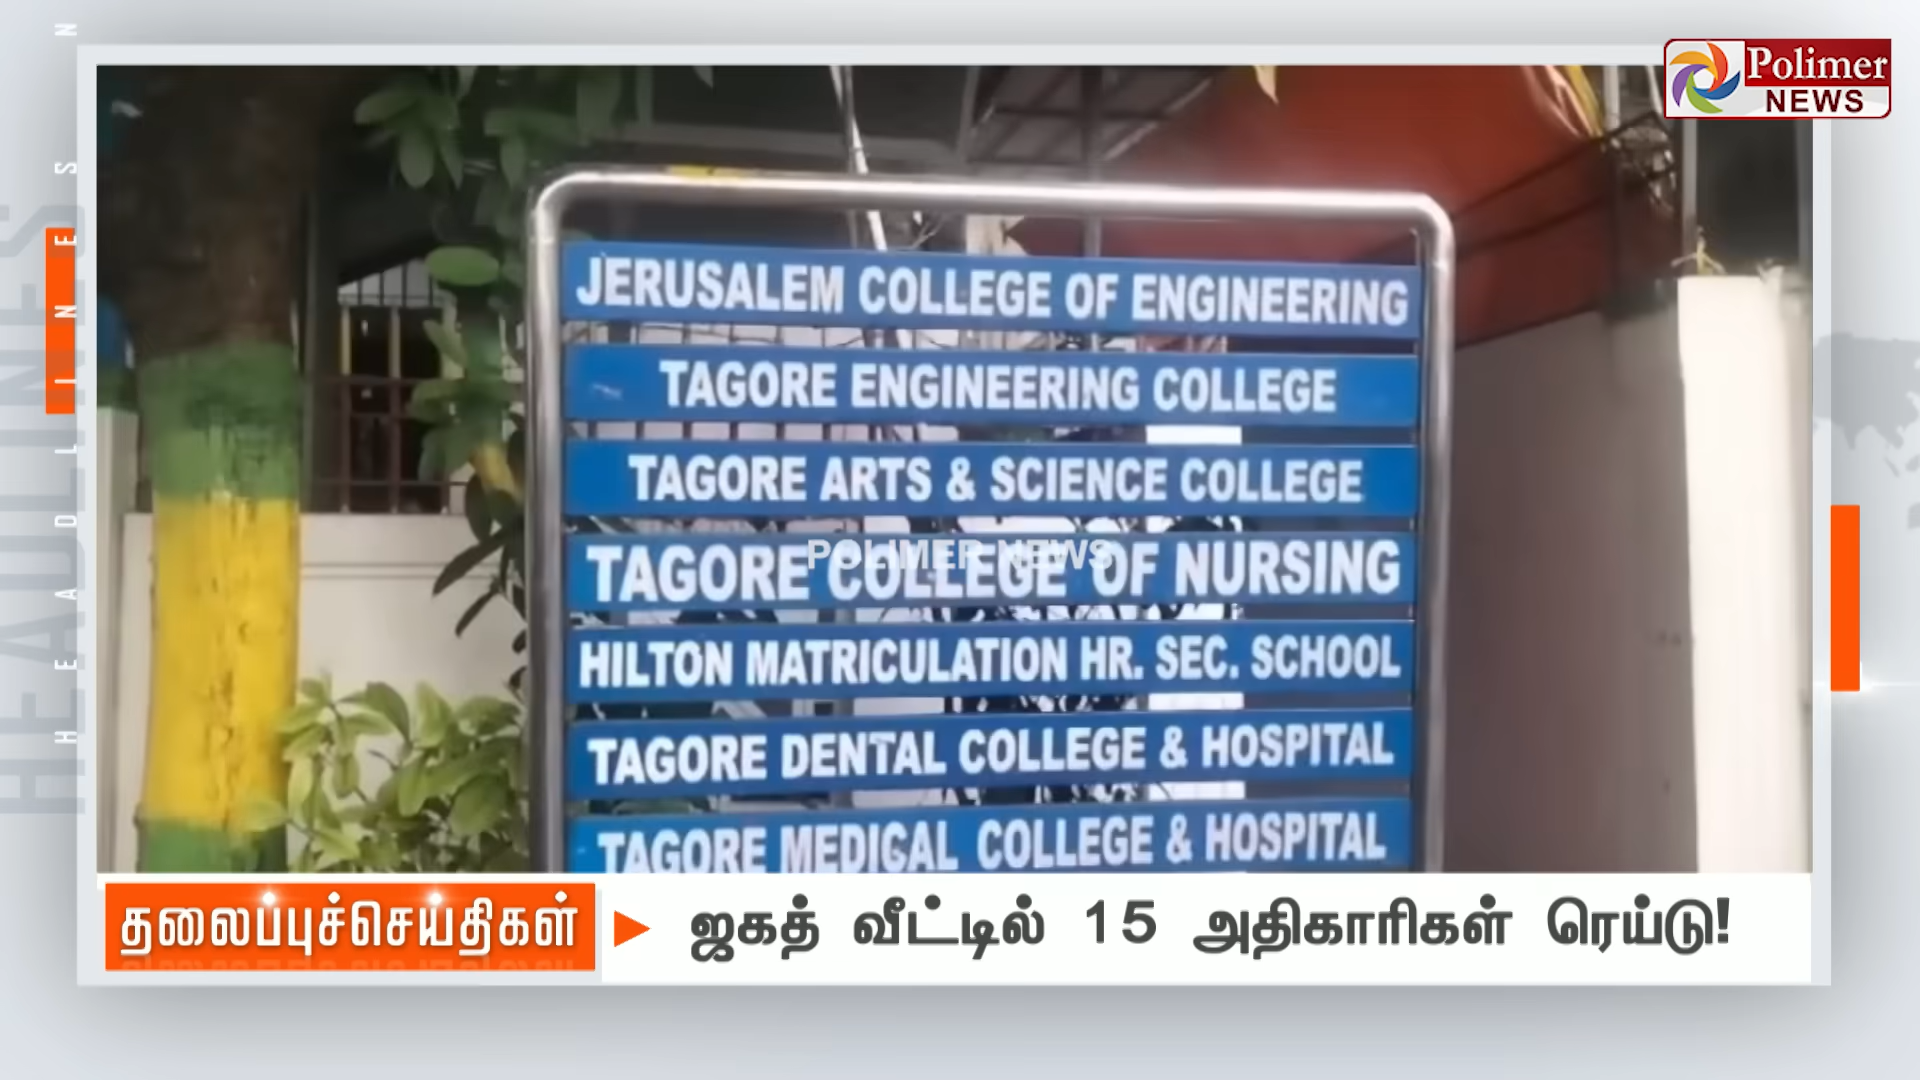 Polimer
NEWS
HEADLINES
HEADLINES N
JERUSALEM COLLEGE OF ENGINEERING
TAGORE ENGINEERING COLLEGE
TAGORE ARTS & SCIENCE COLLEGE
POLIMER NEWS
TAGORE COLLEGE OF NURSING
HILTON MATRICULATION HR. SEC. SCHOOL
TAGORE DENTAL COLLEGE & HOSPITAL
TAGORE MEDICAL COLLEGE & HOSPITAL
தலைப்புச்செய்திகள்
ஜகத் வீட்டில் 15 அதிகாரிகள் ரெய்டு!